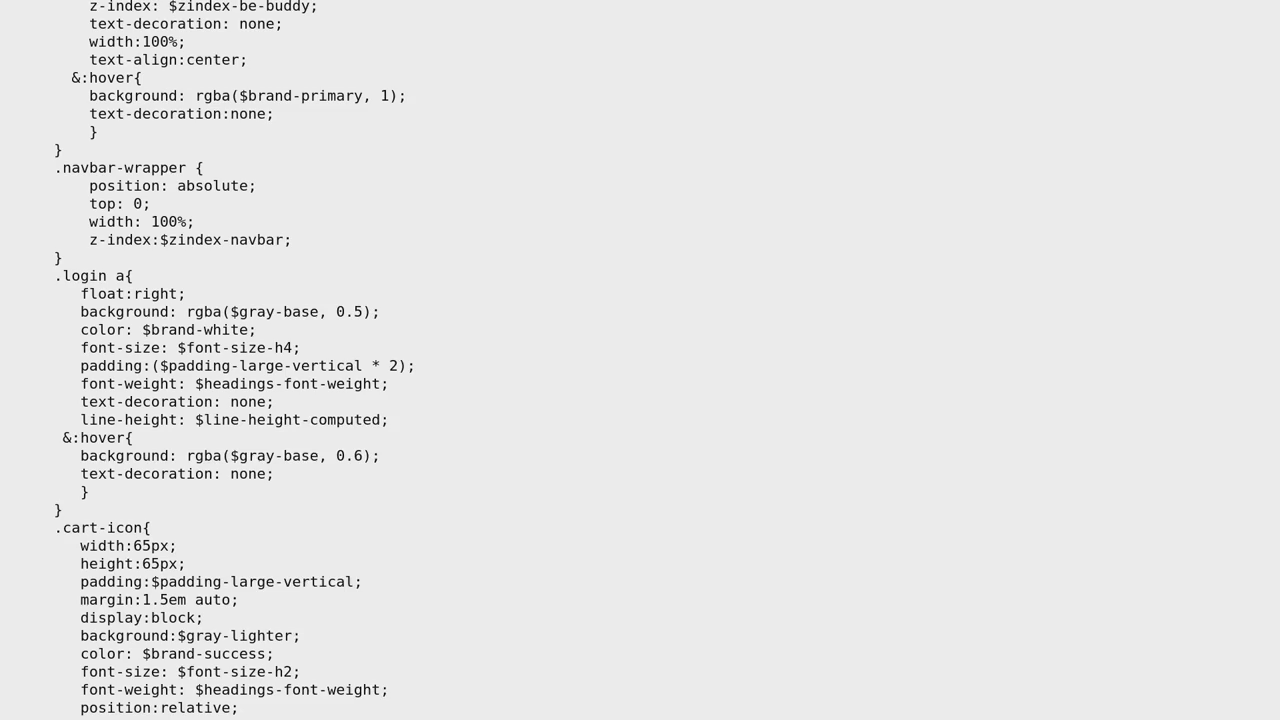 z-index: $zindex-be-buddy;
text-decoration: none;
width:100%;
text-align:center;
&:hover{
background: rgba($brand-primary, 1);
text-decoration:none;
}
}
.navbar-wrapper {
position: absolute;
top: 0;
width: 100%;
z-index:$zindex-navbar;
}
.login a{
float:right;
background: rgba($gray-base, 0.5);
color: $brand-white;
font-size: $font-size-h4;
padding:($padding-large-vertical * 2);
font-weight: $headings-font-weight;
text-decoration: none;
line-height: $line-height-computed;
&:hover{
background: rgba($gray-base, 0.6);
text-decoration: none;
}
}
.cart-icon{
width:65px;
height:65px;
padding:$padding-large-vertical;
margin:1.5em auto;
display:block;
background:$gray-lighter;
color: $brand-success;
font-size: $font-size-h2;
font-weight: $headings-font-weight;
position:relative;